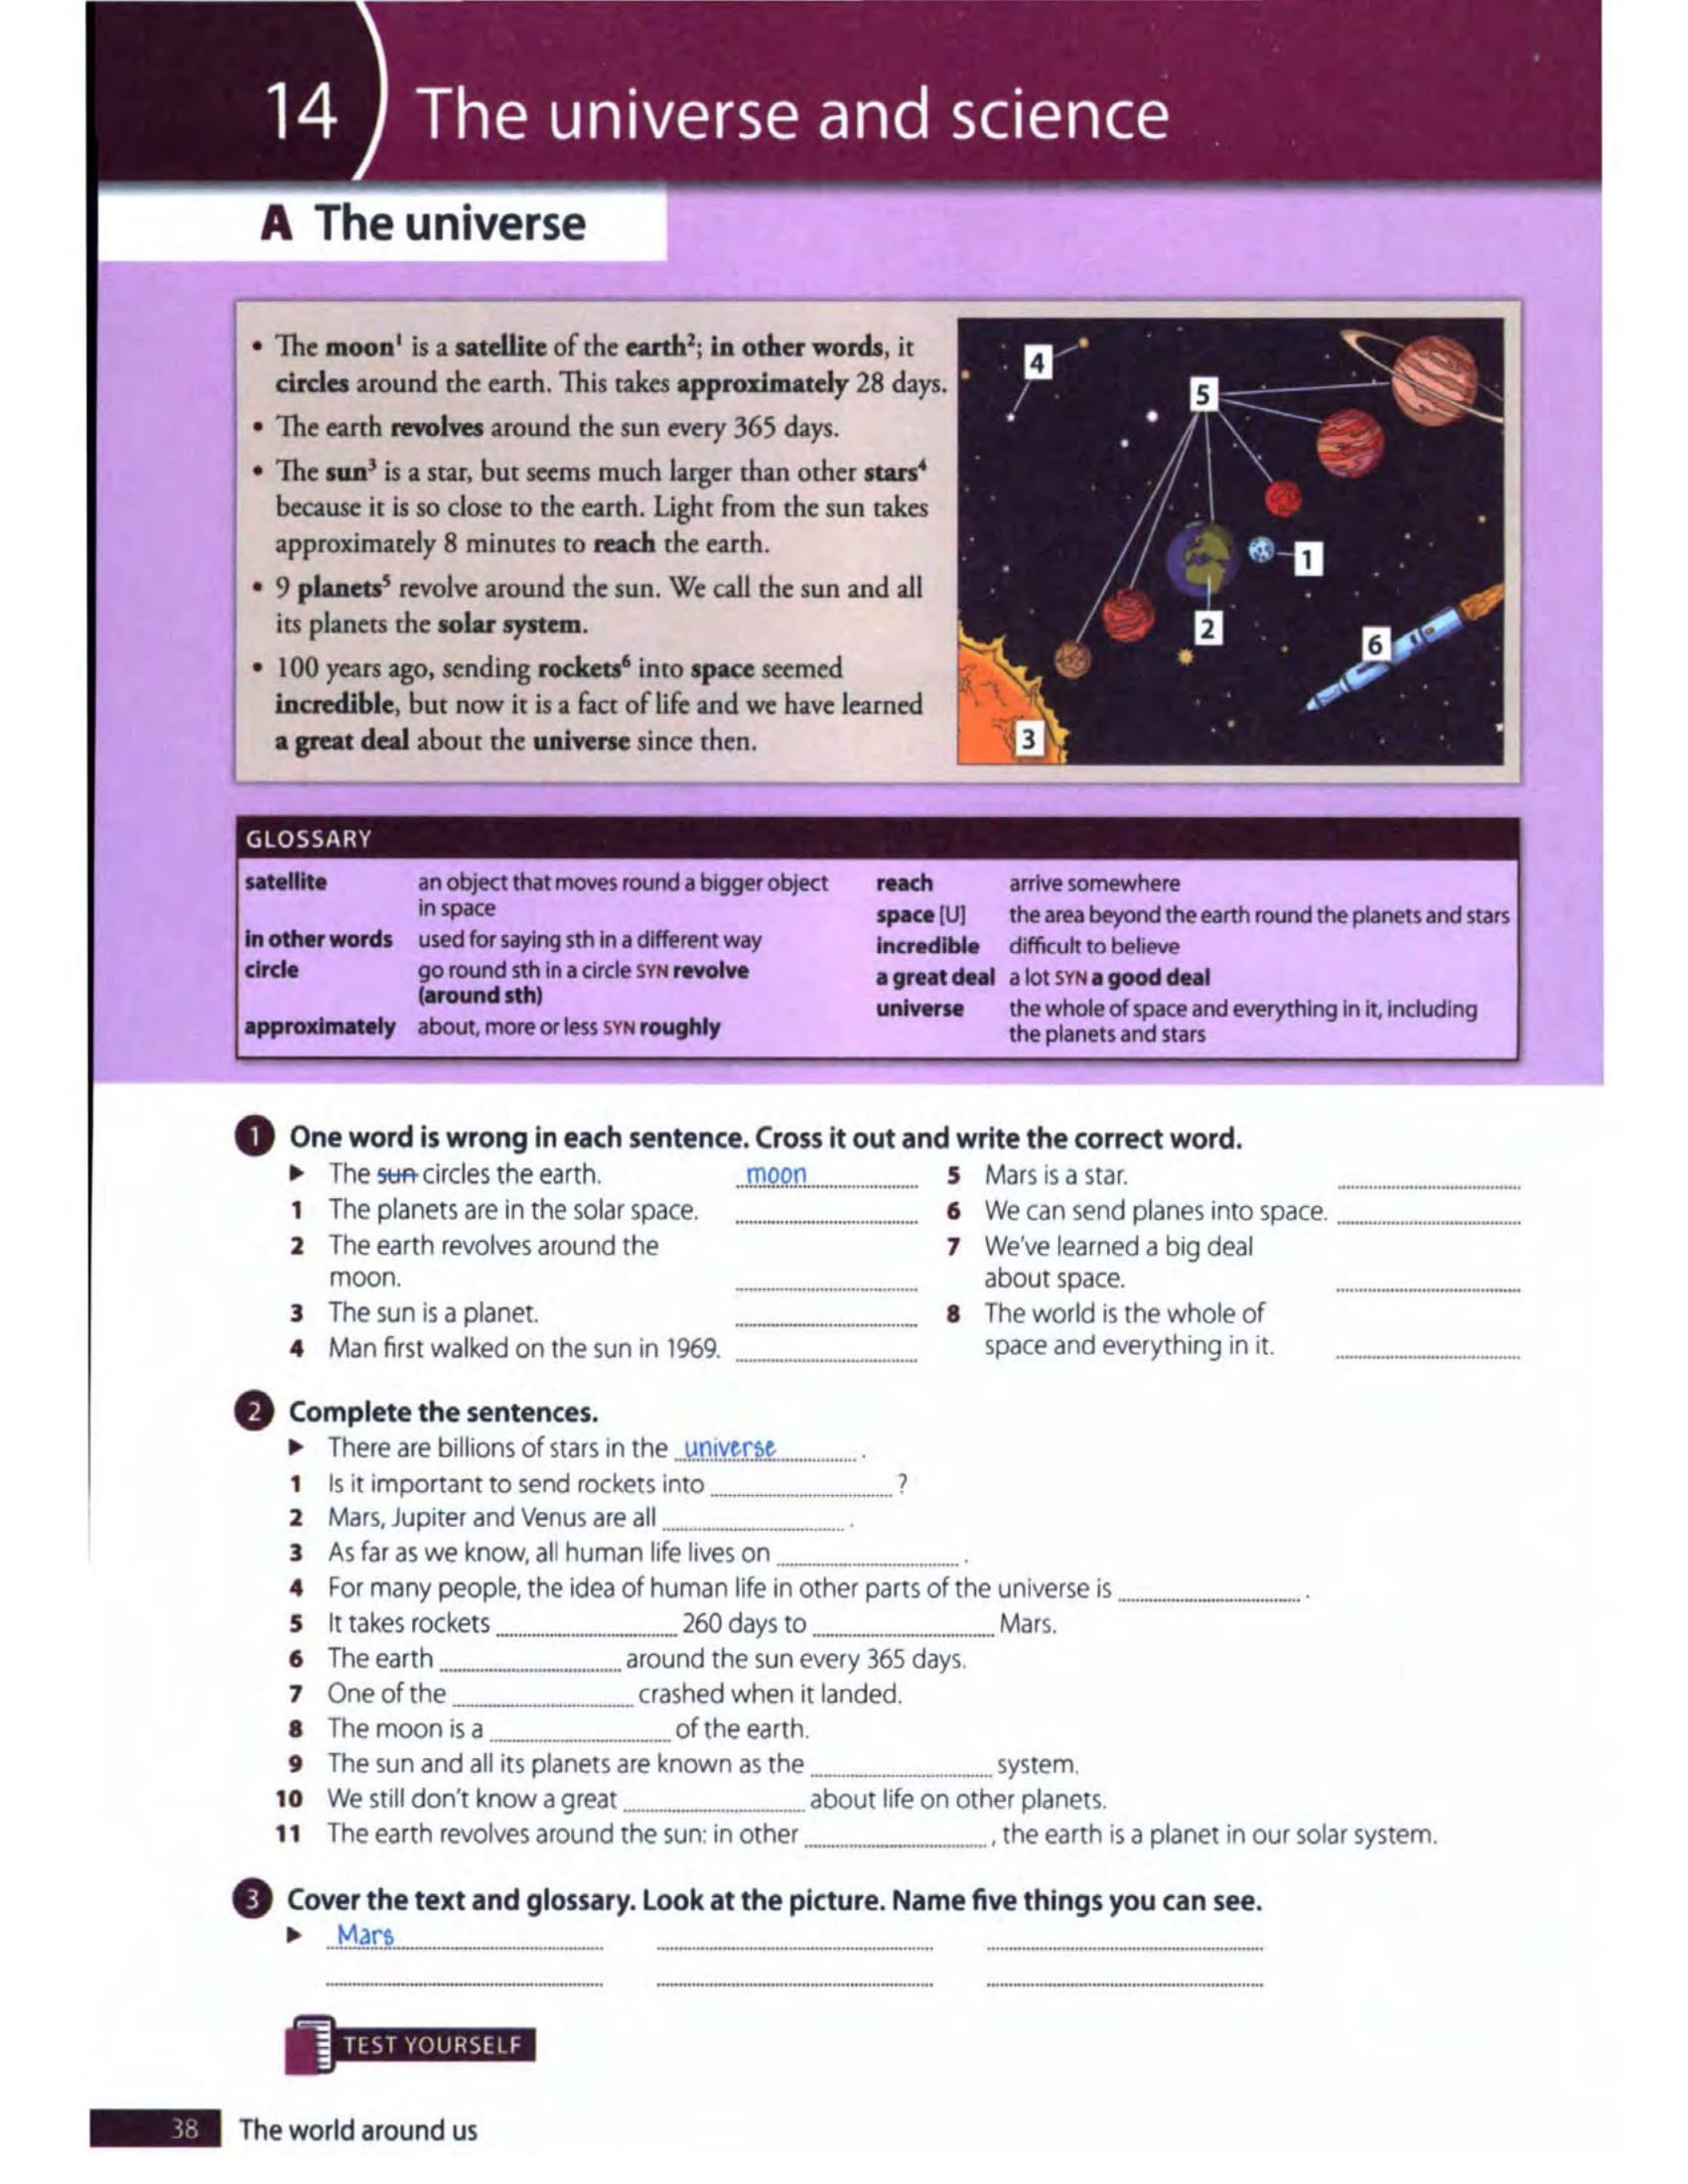 14 The universe and science
A The universe
• The moon¹ is a satellite of the earth²; in other words, it
circles around the earth. This takes approximately 28 days.
• The earth revolves around the sun every 365 days.
• The sun³ is a star, but seems much larger than other stars⁴
because it is so close to the earth. Light from the sun takes
approximately 8 minutes to reach the earth.
• 9 planets⁵ revolve around the sun. We call the sun and all
its planets the solar system.
• 100 years ago, sending rockets⁶ into space seemed
incredible, but now it is a fact of life and we have learned
a great deal about the universe since then.
4
5
1
2
6
3
GLOSSARY
satellite an object that moves round a bigger object
in space
in other words used for saying sth in a different way
circle go round sth in a circle SYN revolve
(around sth)
approximately about, more or less SYN roughly
reach arrive somewhere
space [U] the area beyond the earth round the planets and stars
incredible difficult to believe
a great deal a lot SYN a good deal
universe the whole of space and everything in it, including
the planets and stars
1 One word is wrong in each sentence. Cross it out and write the correct word.
► The sun circles the earth. moon
1 The planets are in the solar space.
2 The earth revolves around the
moon.
3 The sun is a planet.
4 Man first walked on the sun in 1969.
5 Mars is a star.
6 We can send planes into space.
7 We've learned a big deal
about space.
8 The world is the whole of
space and everything in it.
2 Complete the sentences.
► There are billions of stars in the universe .
1 Is it important to send rockets into ?
2 Mars, Jupiter and Venus are all .
3 As far as we know, all human life lives on .
4 For many people, the idea of human life in other parts of the universe is .
5 It takes rockets 260 days to Mars.
6 The earth around the sun every 365 days.
7 One of the crashed when it landed.
8 The moon is a of the earth.
9 The sun and all its planets are known as the system.
10 We still don't know a great about life on other planets.
11 The earth revolves around the sun: in other , the earth is a planet in our solar system.
3 Cover the text and glossary. Look at the picture. Name five things you can see.
► Mars
TEST YOURSELF
38 The world around us